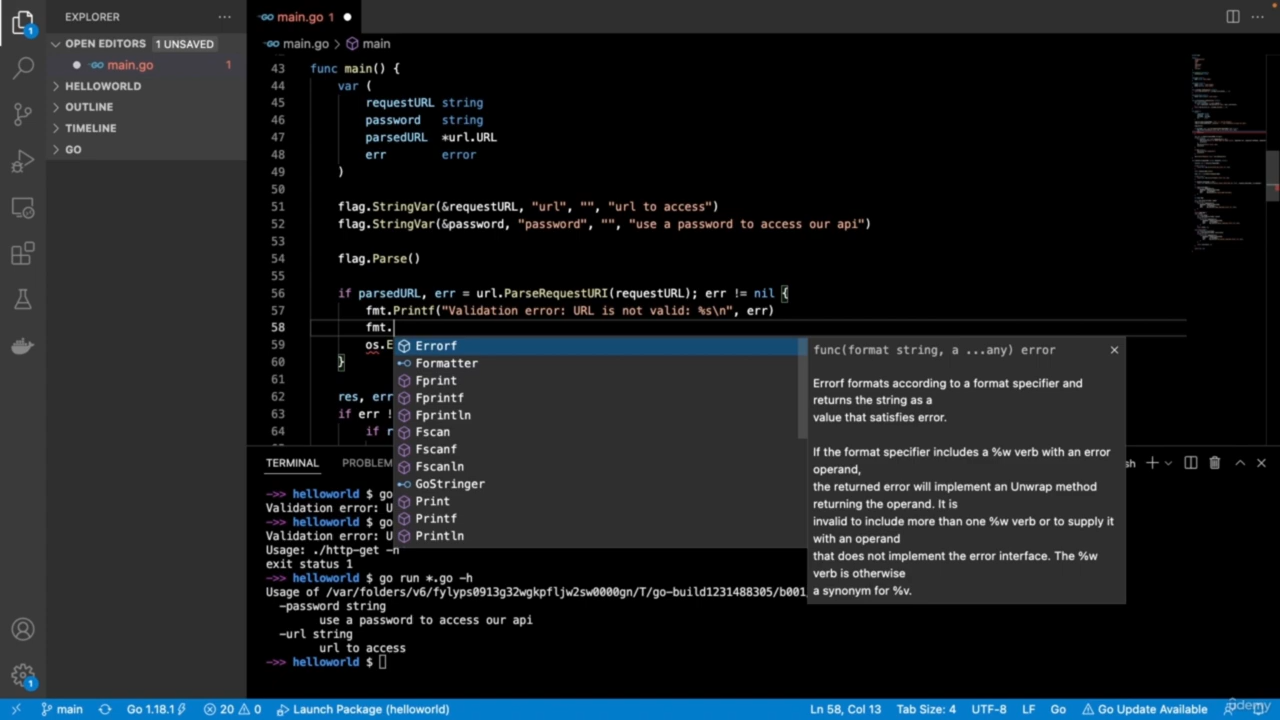 EXPLORER
OPEN EDITORS 1 UNSAVED
main.go 1
HELLOWORLD
OUTLINE
TIMELINE
GO
main.go 1
main.go > main
43 func main() {
44 var (
45 requestURL string
46 password string
47 parsedURL *url.URL
48 err error
49 )
50
51 flag.StringVar(&requestURL, "url", "", "url to access")
52 flag.StringVar(&password, "password", "", "use a password to access our api")
53
54 flag.Parse()
55
56 if parsedURL, err = url.ParseRequestURI(requestURL); err != nil {
57 fmt.Printf("Validation error: URL is not valid: %s\n", err)
58 fmt.
59 os.E
60 }
61
62 res, err
63 if err !
64 if r
Errorf
Formatter
Fprint
Fprintf
Fprintln
Fscan
Fscanf
Fscanln
GoStringer
Print
Printf
Println
func(format string, a ...any) error
Errorf formats according to a format specifier and
returns the string as a
value that satisfies error.
If the format specifier includes a %w verb with an error
operand,
the returned error will implement an Unwrap method
returning the operand. It is
invalid to include more than one %w verb or to supply it
with an operand
that does not implement the error interface. The %w
verb is otherwise
a synonym for %v.
TERMINAL PROBLEM
sh
->> helloworld $ go
Validation error: U
->> helloworld $ go
Validation error: U
Usage: ./http-get -h
exit status 1
->> helloworld $ go run *.go -h
Usage of /var/folders/v6/fylyps0913g32wgkpfljw2sw0000gn/T/go-build1231488305/b001/
-password string
use a password to access our api
-url string
url to access
->> helloworld $
1
1
main Go 1.18.1 20 0 Launch Package (helloworld) Ln 58, Col 13 Tab Size: 4 UTF-8 LF Go Go Update Available
udemy